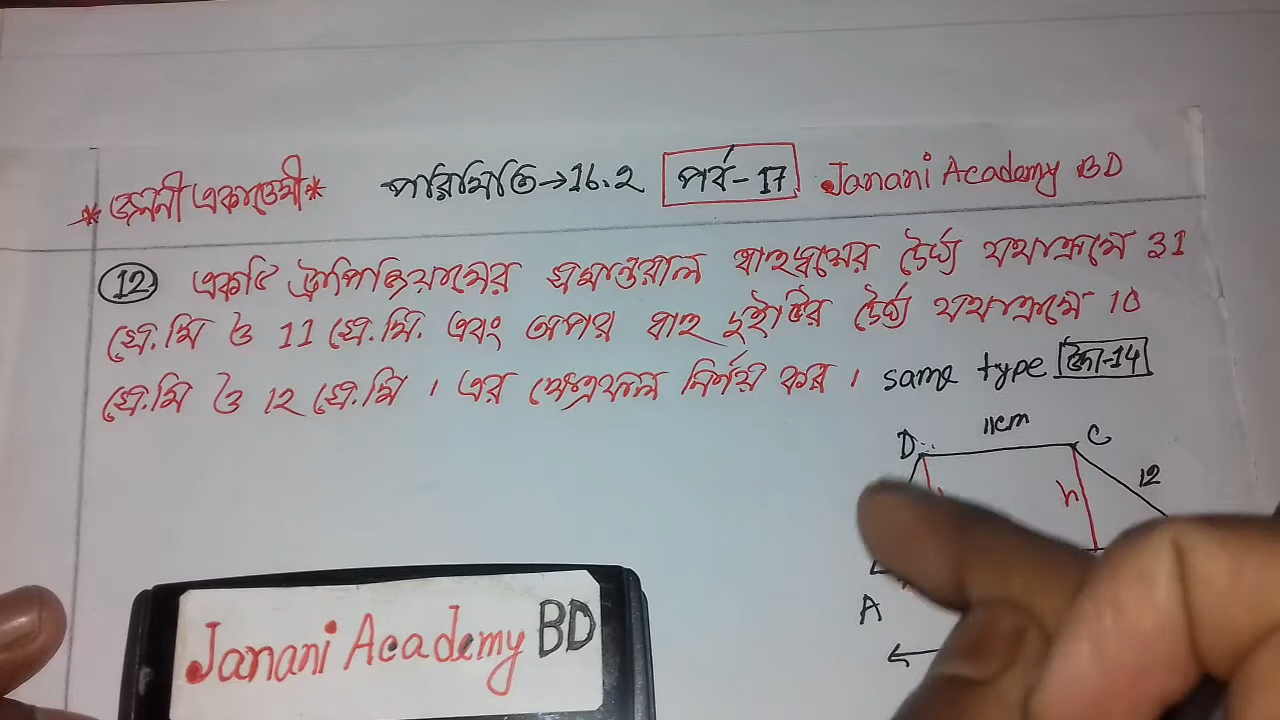 * জননী একাডেমী * পরিমিতি→16.2 পর্ব-17 Janani Academy BD
12 একটি ট্রাপিজিয়ামের সমান্তরাল বাহুদ্বয়ের দৈর্ঘ্য যথাক্রমে 31
সে.মি ও 11 সে.মি. এবং অপর বাহু দুইটির দৈর্ঘ্য যথাক্রমে 10
সে.মি ও 12 সে.মি । এর ক্ষেত্রফল নির্ণয় কর । same type উদা-14
11cm
D C
12
h
A
Janani Academy BD